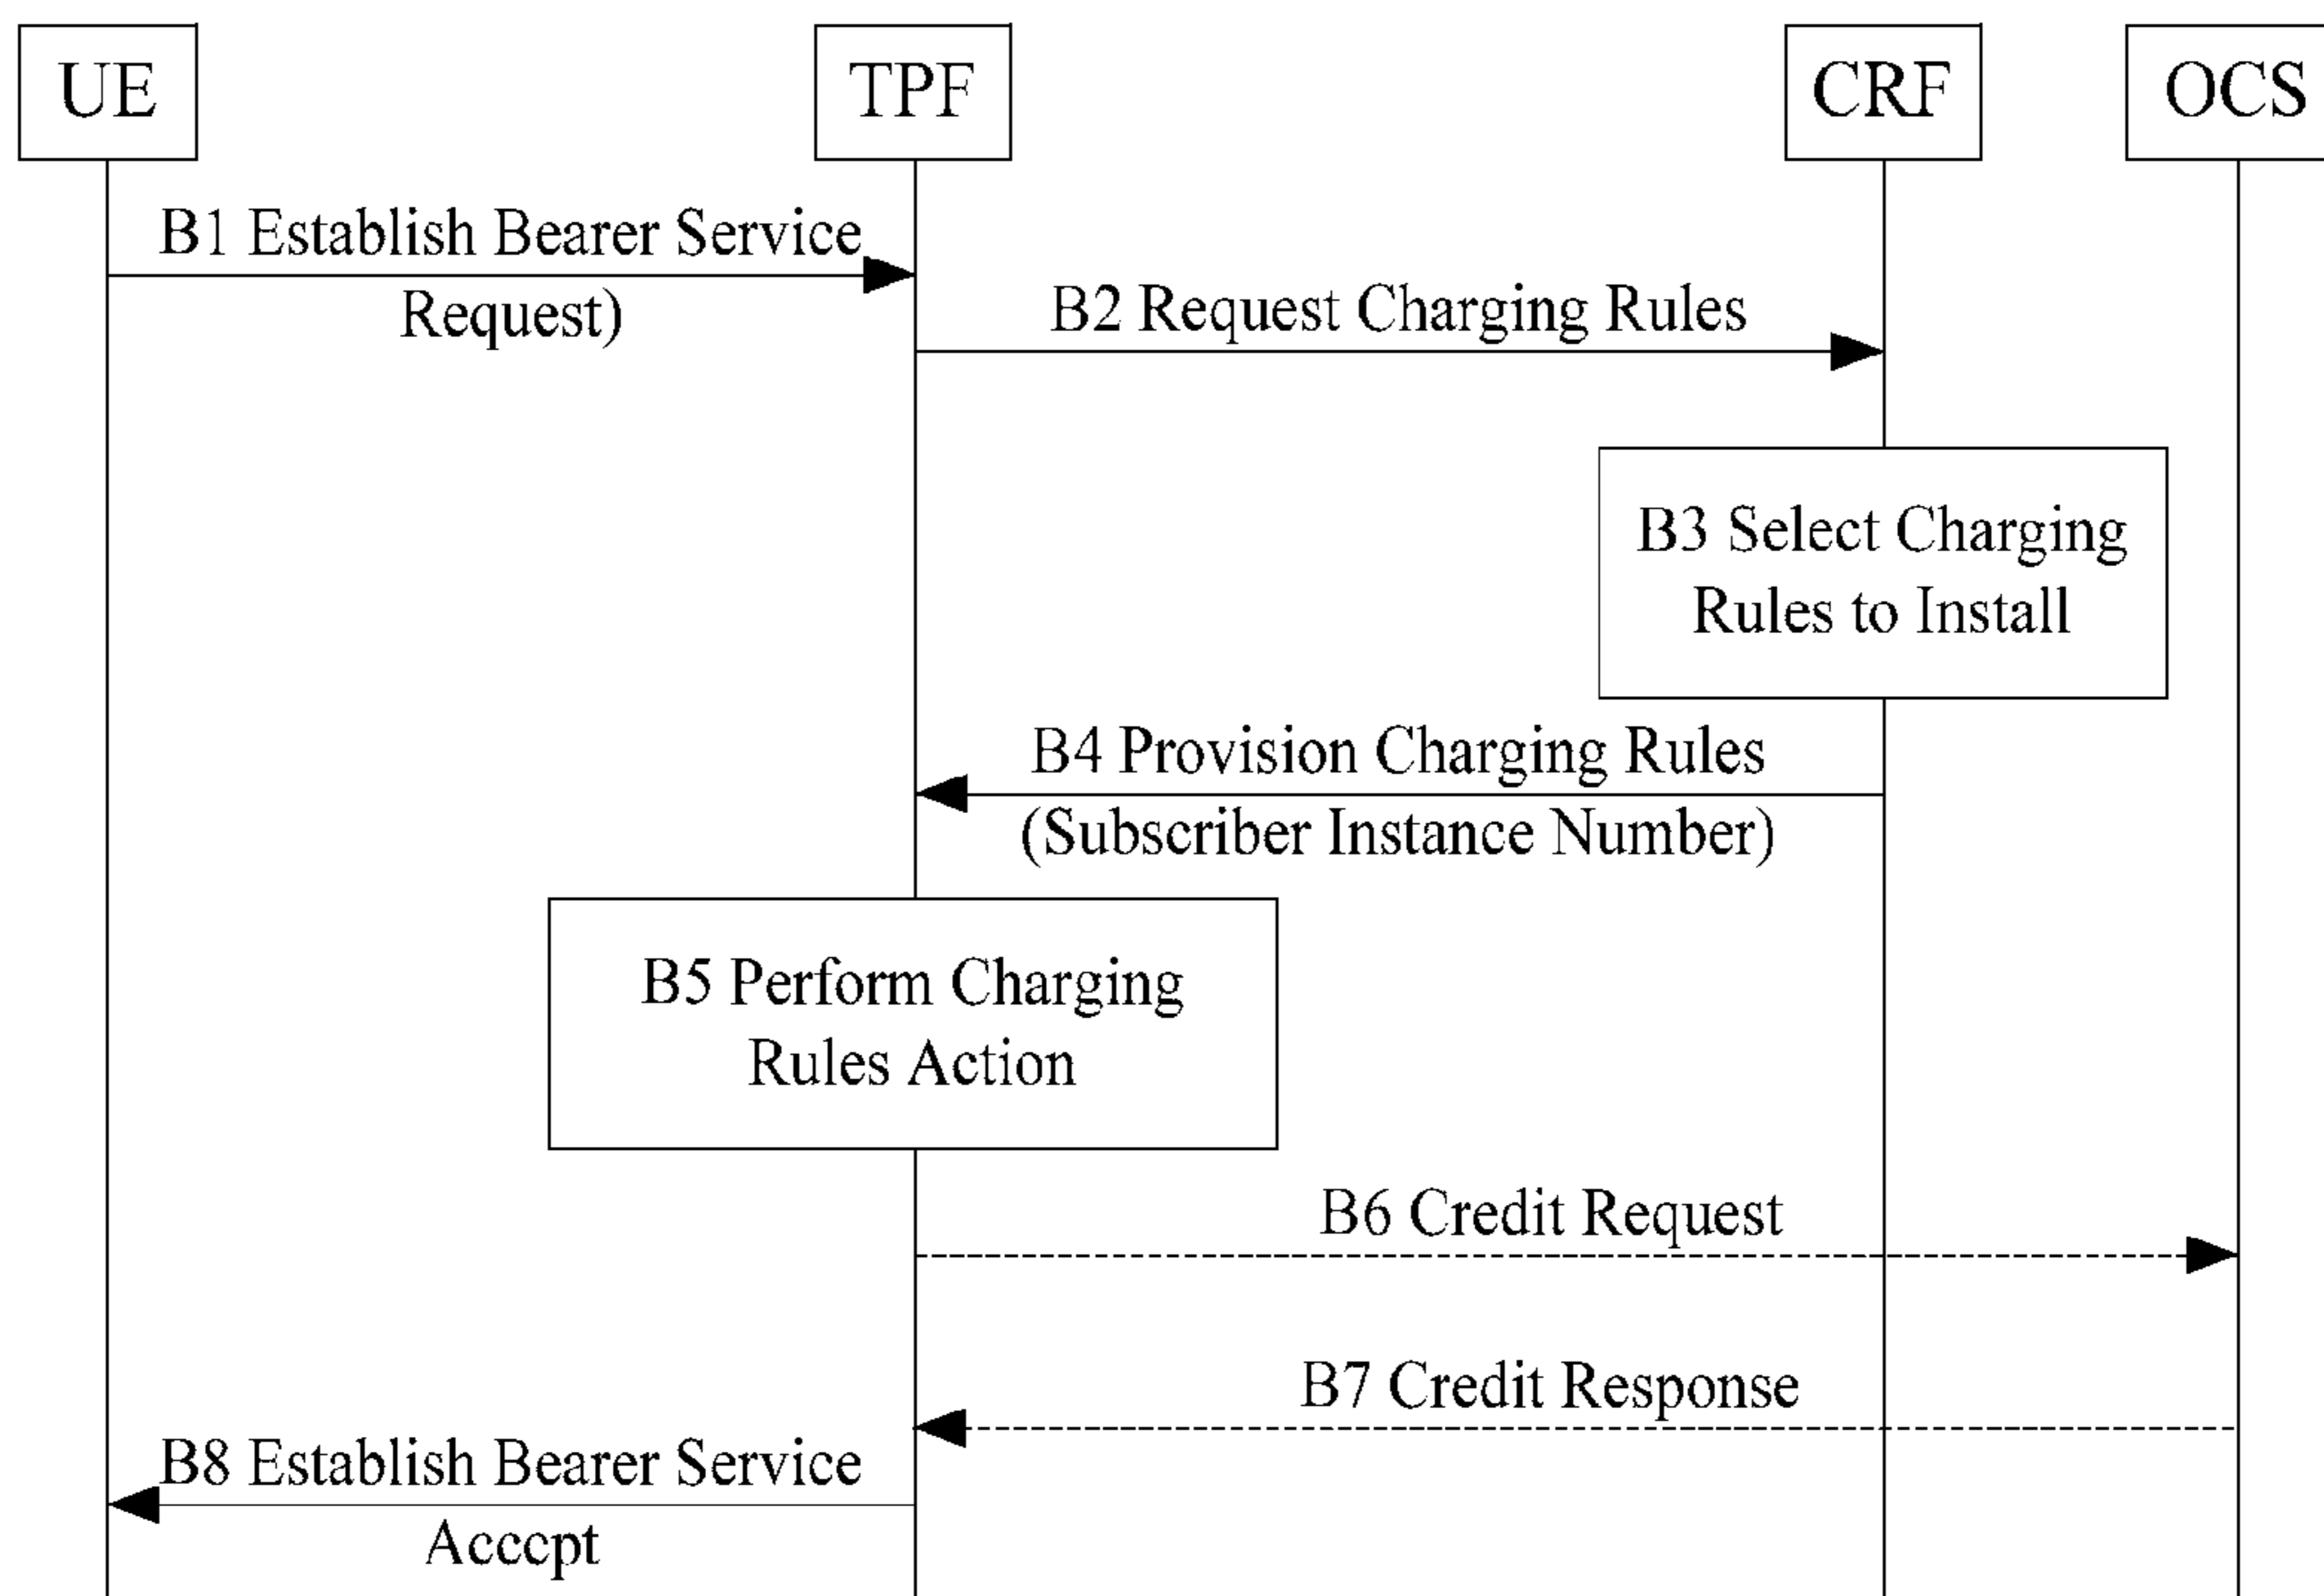 UE
TPF
CRF
OCS
B1 Establish Bearer Service
Request)
B2 Request Charging Rules
B3 Select Charging
Rules to Install
B4 Provision Charging Rules
(Subscriber Instance Number)
B5 Perform Charging
Rules Action
B6 Credit Request
B7 Credit Response
B8 Establish Bearer Service
Acccpt